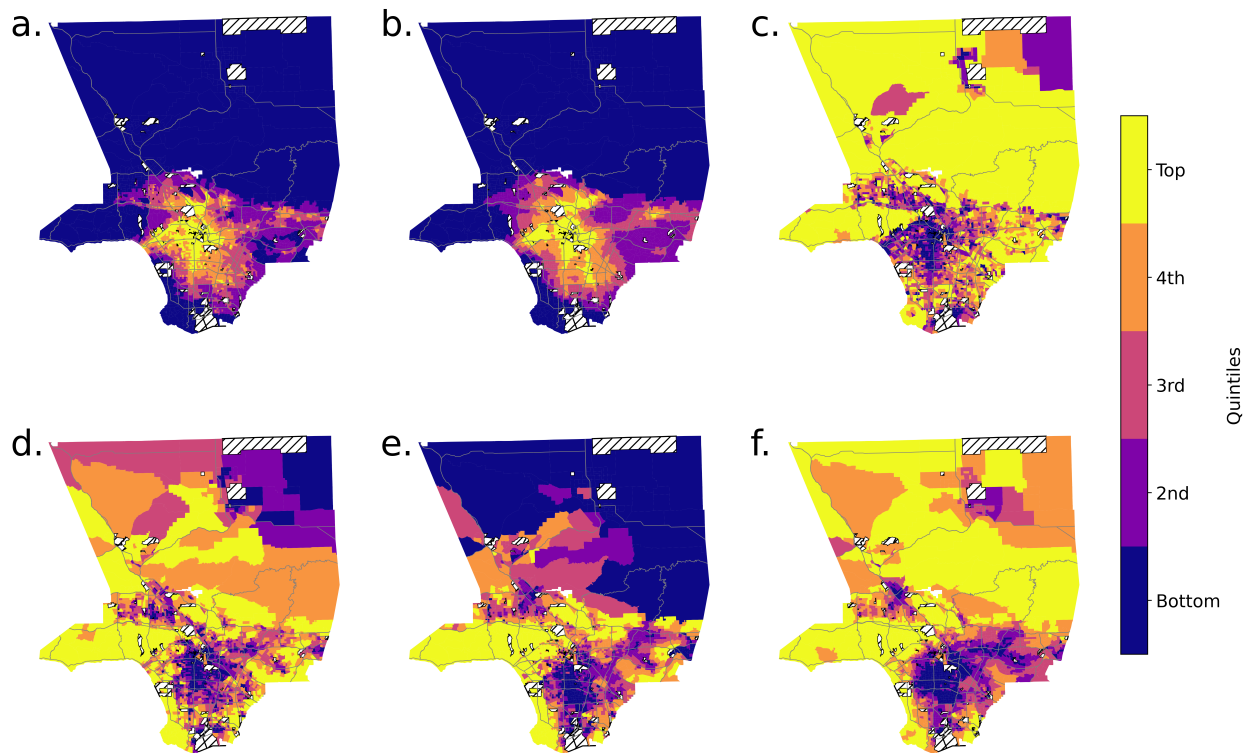 a.
b.
c.
Top
4th
3rd
2nd
Bottom
Quintiles
d.
e.
f.